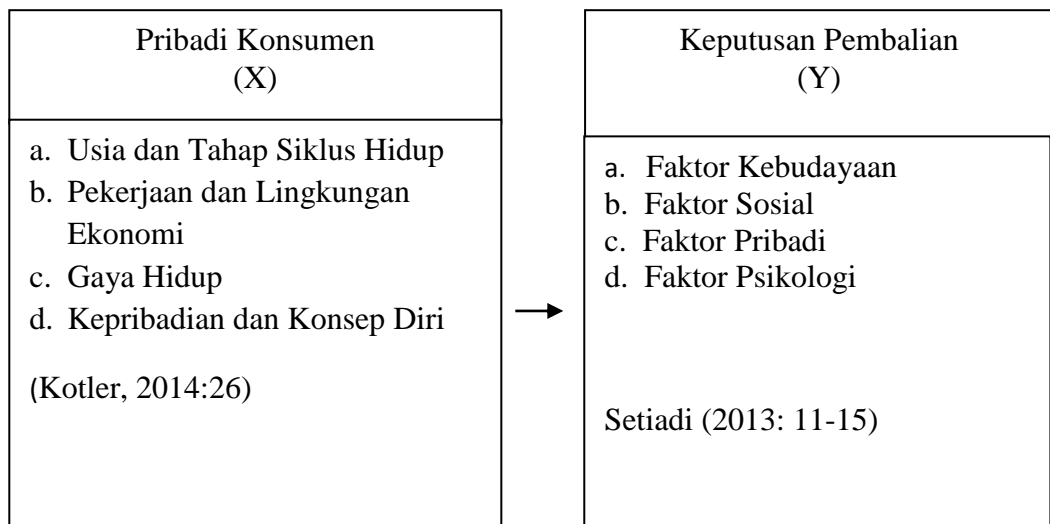 Pribadi Konsumen
(X)
a. Usia dan Tahap Siklus Hidup
b. Pekerjaan dan Lingkungan
Ekonomi
c. Gaya Hidup
d. Kepribadian dan Konsep Diri
(Kotler, 2014:26)
Keputusan Pembalian
(Y)
a. Faktor Kebudayaan
b. Faktor Sosial
c. Faktor Pribadi
d. Faktor Psikologi
Setiadi (2013: 11-15)